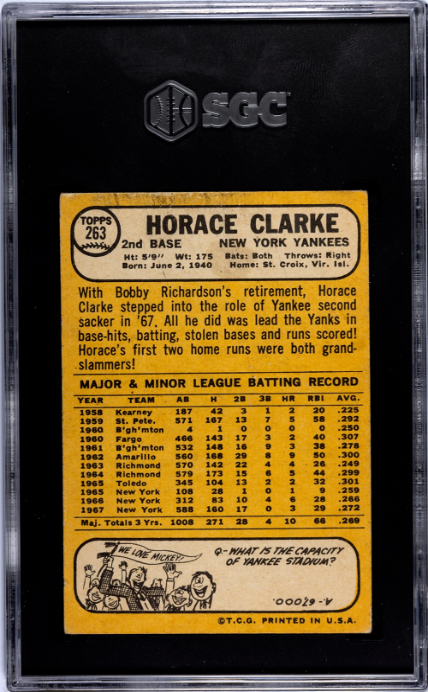 SGC
TOPPS
263
HORACE CLARKE
2nd BASE NEW YORK YANKEES
Ht: 5'9" Wt: 175 Bats: Both Throws: Right
Born: June 2, 1940 Home: St. Croix, Vir. Isl.
With Bobby Richardson's retirement, Horace
Clarke stepped into the role of Yankee second
sacker in '67. All he did was lead the Yanks in
base-hits, batting, stolen bases and runs scored!
Horace's first two home runs were both grand-
slammers!
MAJOR & MINOR LEAGUE BATTING RECORD
YEAR TEAM AB H 2B 3B HR RBI AVG.
1958 Kearney 187 42 3 1 2 20 .225
1959 St. Pete. 571 167 13 7 5 58 .292
1960 B'gh'mton 4 1 0 0 0 0 .250
1960 Fargo 466 143 17 3 2 40 .307
1961 B'gh'mton 532 148 16 9 3 38 .278
1962 Amarillo 560 168 29 8 9 50 .300
1963 Richmond 570 142 22 4 4 26 .249
1964 Richmond 579 173 15 6 5 44 .299
1965 Toledo 345 104 13 2 2 32 .301
1965 New York 108 28 1 0 1 9 .259
1966 New York 312 83 10 4 6 28 .266
1967 New York 588 160 17 0 3 29 .272
Maj. Totals 3 Yrs. 1008 271 28 4 10 66 .269
WE LOVE MICKEY!
Q-WHAT IS THE CAPACITY
OF YANKEE STADIUM?
A-67,000.
©T.C.G. PRINTED IN U.S.A.